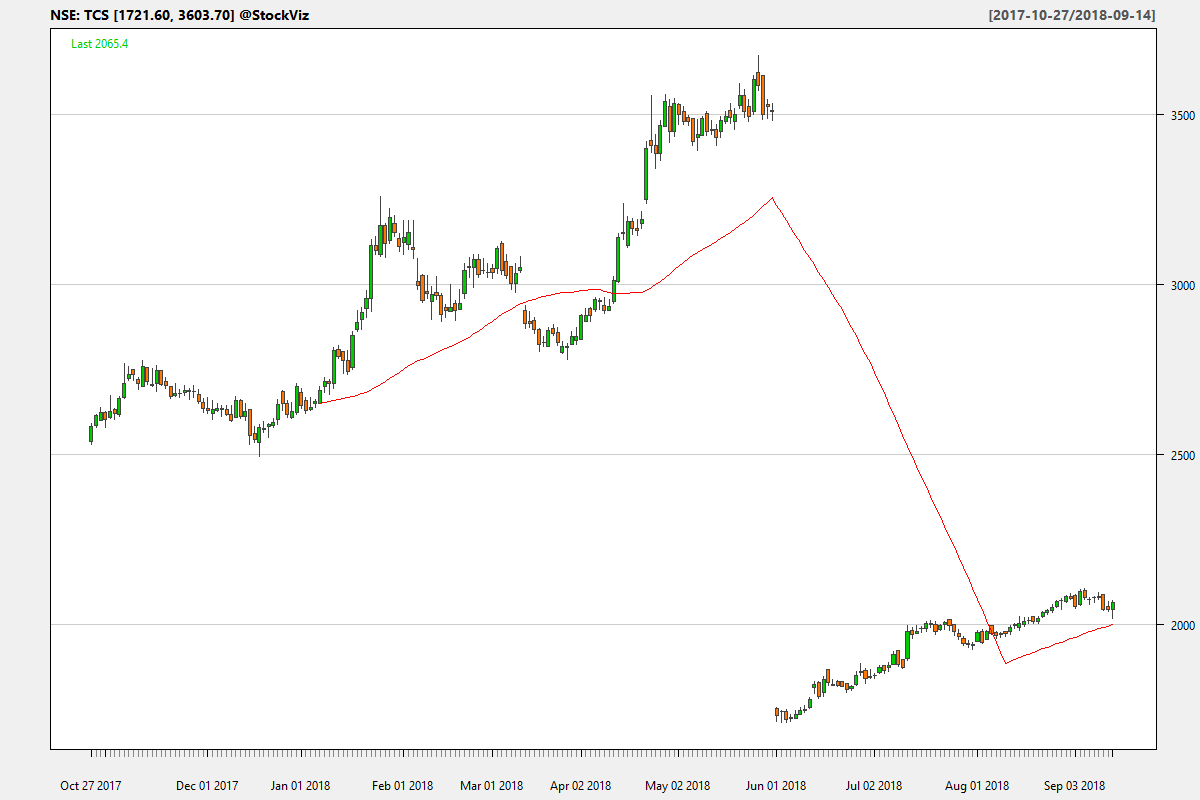 NSE: TCS [1721.60, 3603.70] @StockViz [2017-10-27/2018-09-14]
Last 2065.4
3500
3000
2500
2000
Oct 27 2017 Dec 01 2017 Jan 01 2018 Feb 01 2018 Mar 01 2018 Apr 02 2018 May 02 2018 Jun 01 2018 Jul 02 2018 Aug 01 2018 Sep 03 2018